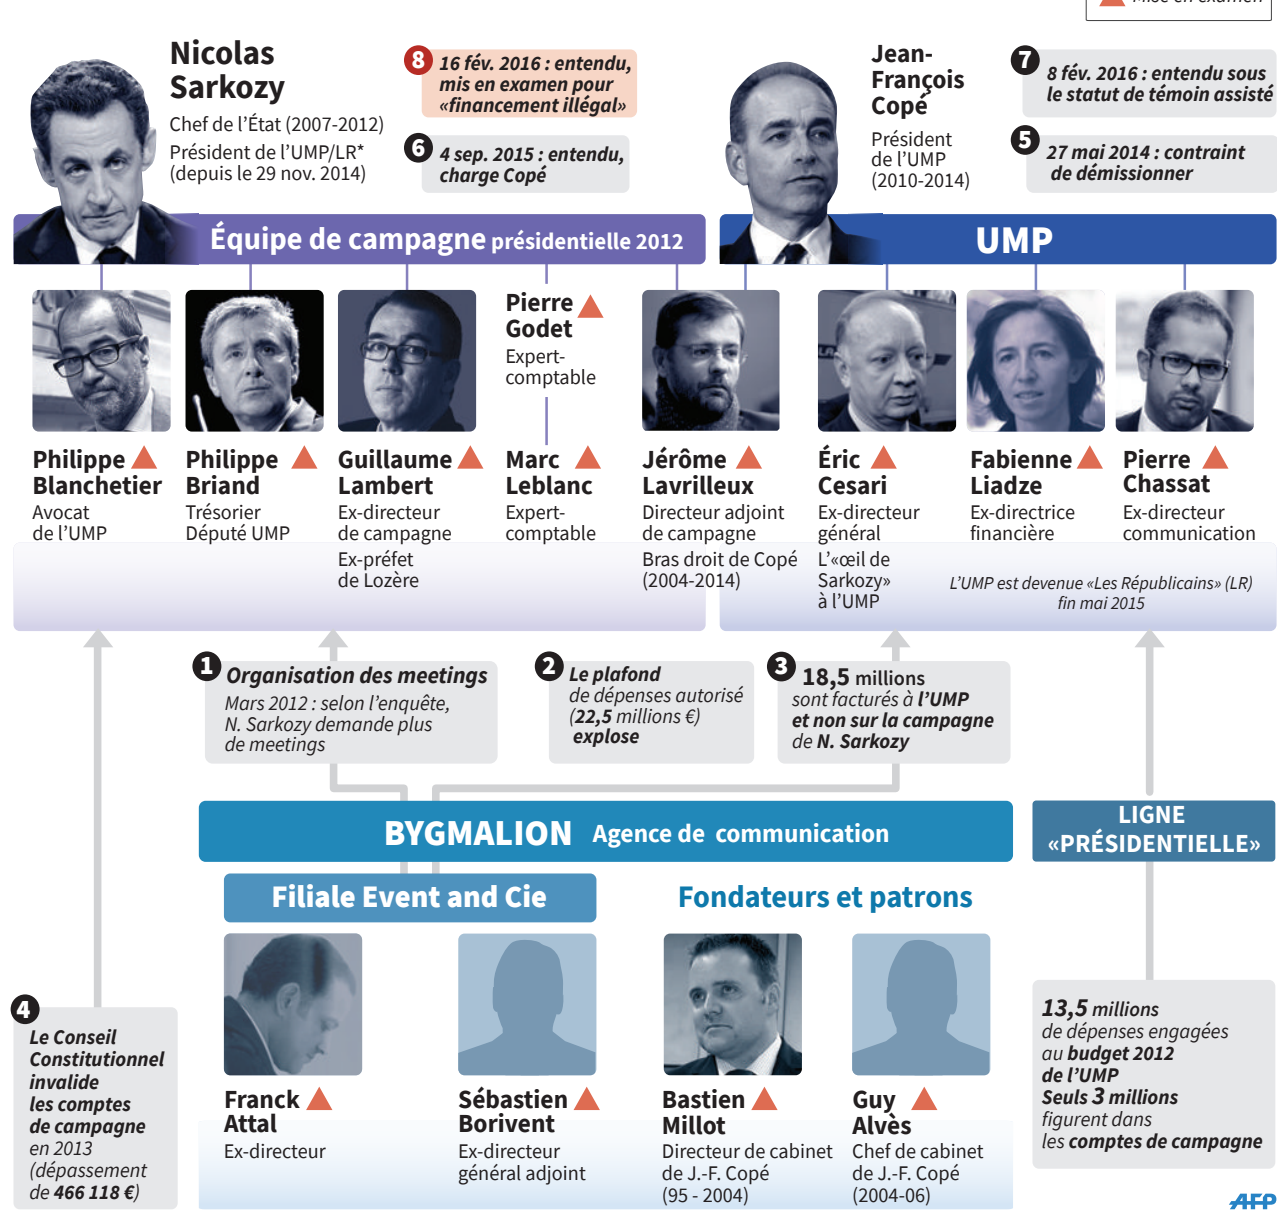 Mise en examen
Nicolas
Sarkozy
Chef de l'État (2007-2012)
Président de l'UMP/LR*
(depuis le 29 nov. 2014)
8
16 fév. 2016 : entendu,
mis en examen pour
«financement illégal»
6
4 sep. 2015 : entendu,
charge Copé
Jean-
François
Copé
Président
de l'UMP
(2010-2014)
7
8 fév. 2016 : entendu sous
le statut de témoin assisté
5
27 mai 2014 : contraint
de démissionner
Équipe de campagne présidentielle 2012
UMP
Philippe
Blanchetier
Avocat
de l'UMP
Philippe
Briand
Trésorier
Député UMP
Guillaume
Lambert
Ex-directeur
de campagne
Ex-préfet
de Lozère
Pierre
Godet
Expert-
comptable
Marc
Leblanc
Expert-
comptable
Jérôme
Lavrilleux
Directeur adjoint
de campagne
Bras droit de Copé
(2004-2014)
Éric
Cesari
Ex-directeur
général
L'«œil de
Sarkozy»
à l'UMP
Fabienne
Liadze
Ex-directrice
financière
Pierre
Chassat
Ex-directeur
communication
L'UMP est devenue «Les Républicains» (LR)
fin mai 2015
1
Organisation des meetings
Mars 2012 : selon l'enquête,
N. Sarkozy demande plus
de meetings
2
Le plafond
de dépenses autorisé
(22,5 millions €)
explose
3
18,5 millions
sont facturés à l'UMP
et non sur la campagne
de N. Sarkozy
BYGMALION Agence de communication
LIGNE
«PRÉSIDENTIELLE»
Filiale Event and Cie
Fondateurs et patrons
4
Le Conseil
Constitutionnel
invalide
les comptes
de campagne
en 2013
(dépassement
de 466 118 €)
Franck
Attal
Ex-directeur
Sébastien
Borivent
Ex-directeur
général adjoint
Bastien
Millot
Directeur de cabinet
de J.-F. Copé
(95 - 2004)
Guy
Alvès
Chef de cabinet
de J.-F. Copé
(2004-06)
13,5 millions
de dépenses engagées
au budget 2012
de l'UMP
Seuls 3 millions
figurent dans
les comptes de campagne
AFP